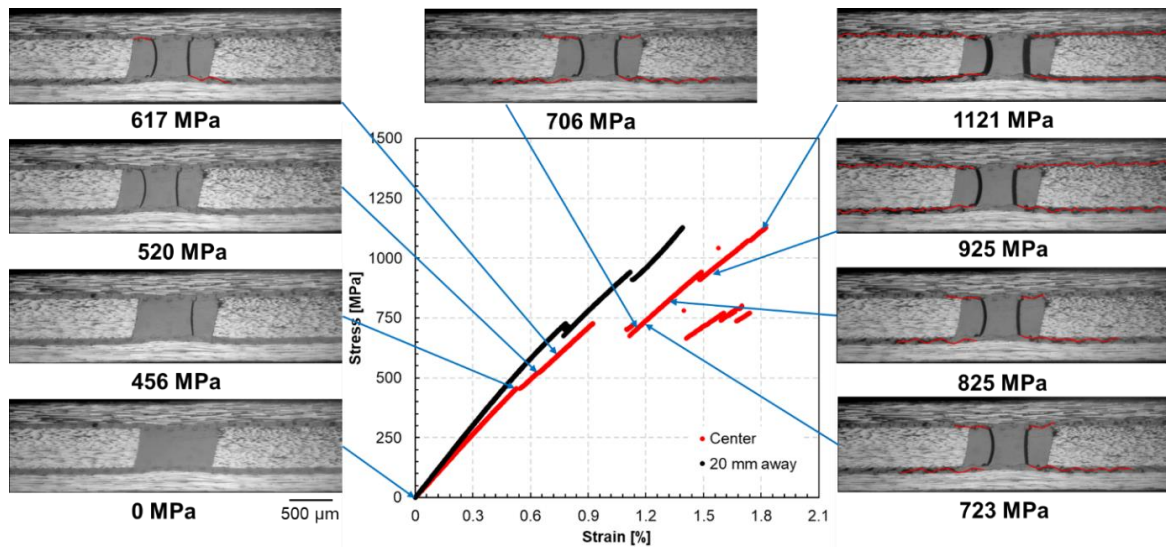 617 MPa
706 MPa
1121 MPa
520 MPa
925 MPa
456 MPa
825 MPa
0 MPa
500 µm
723 MPa
Stress [MPa]
1500
1250
1000
750
500
250
0
Center
20 mm away
0
0.3
0.6
0.9
1.2
1.5
1.8
2.1
Strain [%]